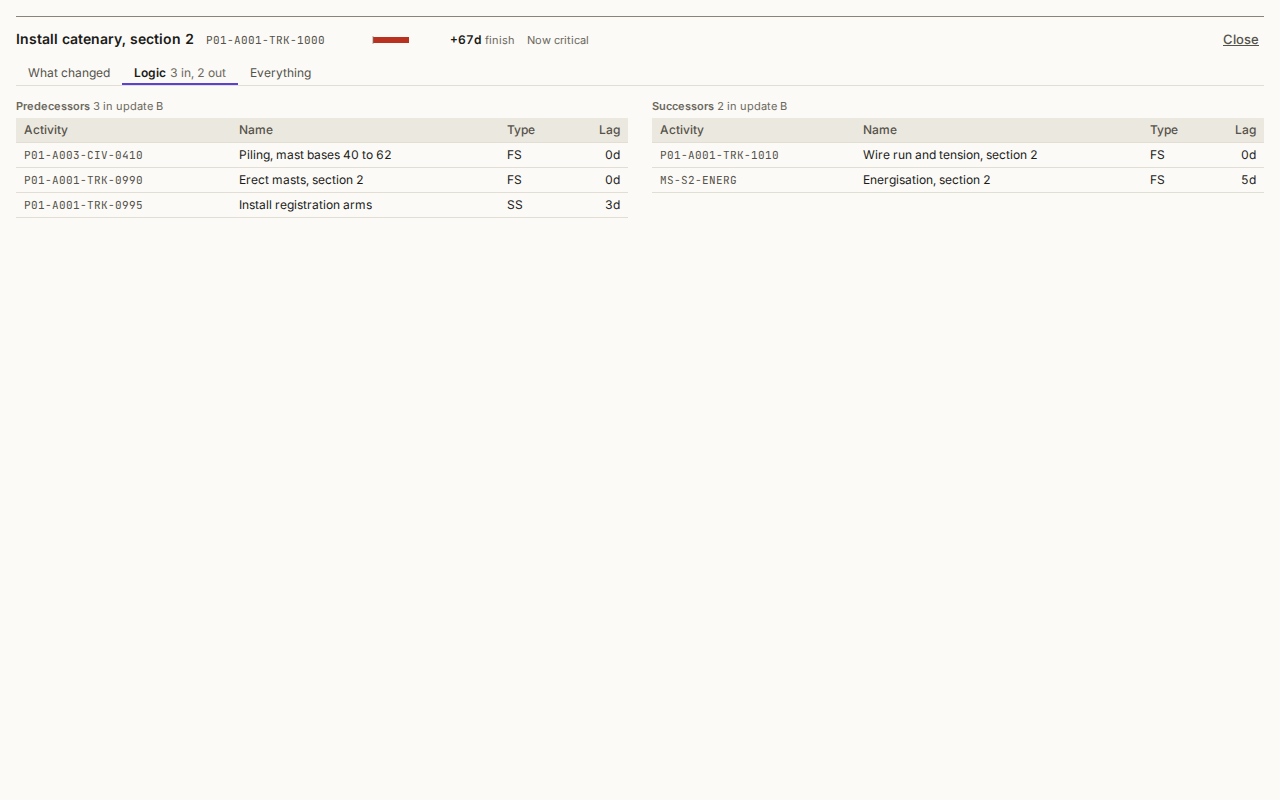 Install catenary, section 2 P01-A001-TRK-1000 +67d finish Now critical Close
What changed Logic 3 in, 2 out Everything
Predecessors 3 in update B
Activity Name Type Lag
P01-A003-CIV-0410 Piling, mast bases 40 to 62 FS 0d
P01-A001-TRK-0990 Erect masts, section 2 FS 0d
P01-A001-TRK-0995 Install registration arms SS 3d
Successors 2 in update B
Activity Name Type Lag
P01-A001-TRK-1010 Wire run and tension, section 2 FS 0d
MS-S2-ENERG Energisation, section 2 FS 5d